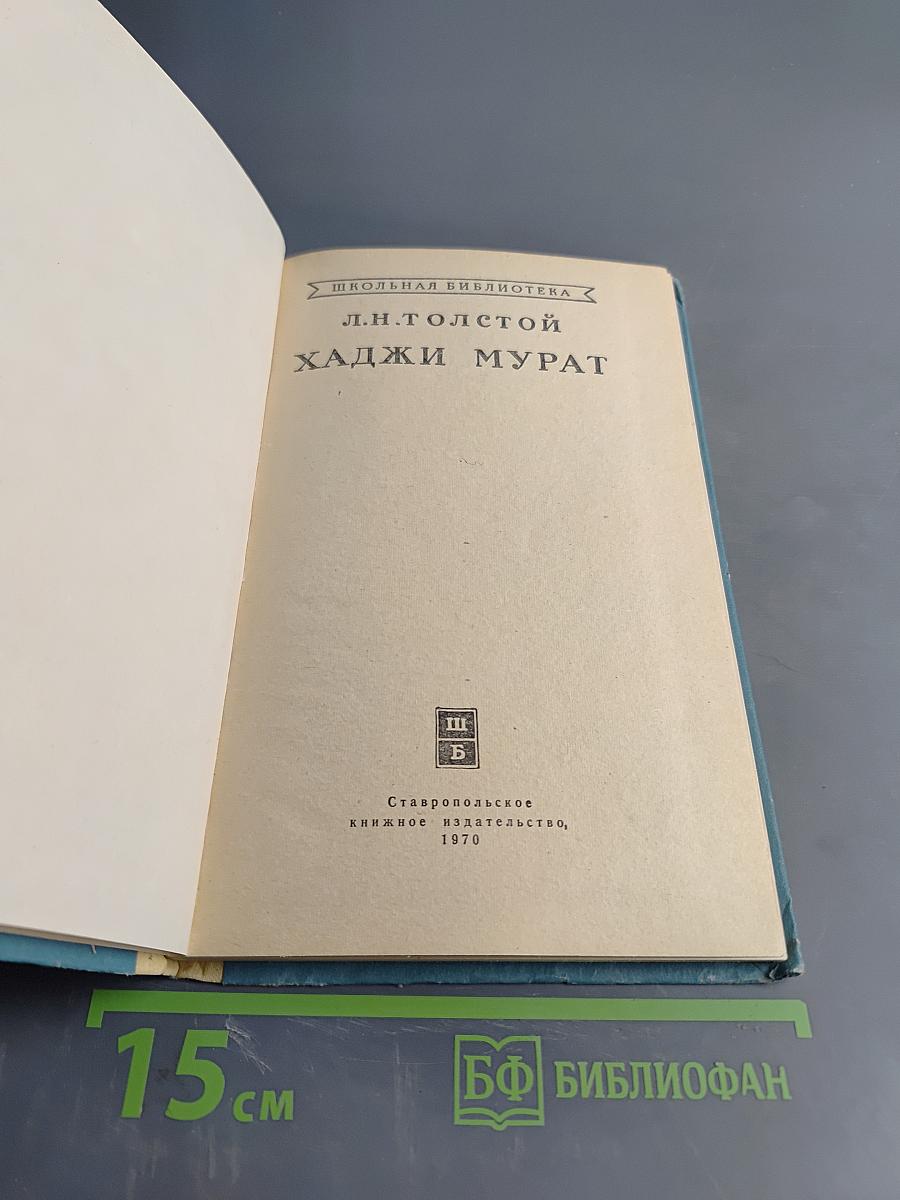 ШКОЛЬНАЯ БИБЛИОТЕКА
Л.Н.ТОЛСТОЙ
ХАДЖИ МУРАТ
Ш
Б
Ставропольское
книжное издательство,
1970
15 см
БФ БИБЛИОФАН